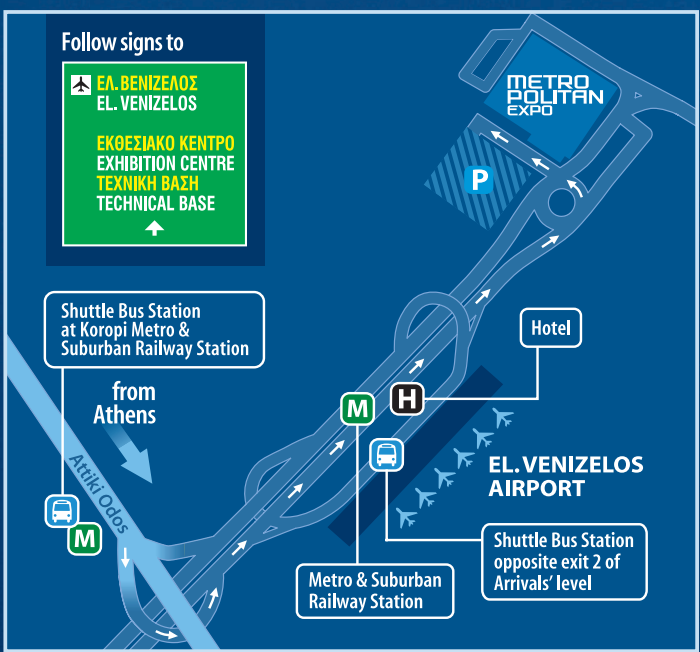 Follow signs to
ΕΛ. ΒΕΝΙΖΕΛΟΣ
EL. VENIZELOS
ΕΚΘΕΣΙΑΚΟ ΚΕΝΤΡΟ
EXHIBITION CENTRE
ΤΕΧΝΙΚΗ ΒΑΣΗ
TECHNICAL BASE
METRO
POLITAN
EXPO
P
Shuttle Bus Station
at Koropi Metro &
Suburban Railway Station
Hotel
from
Athens
H
M
Attiki Odos
M
EL. VENIZELOS
AIRPORT
Shuttle Bus Station
opposite exit 2 of
Arrivals' level
Metro & Suburban
Railway Station